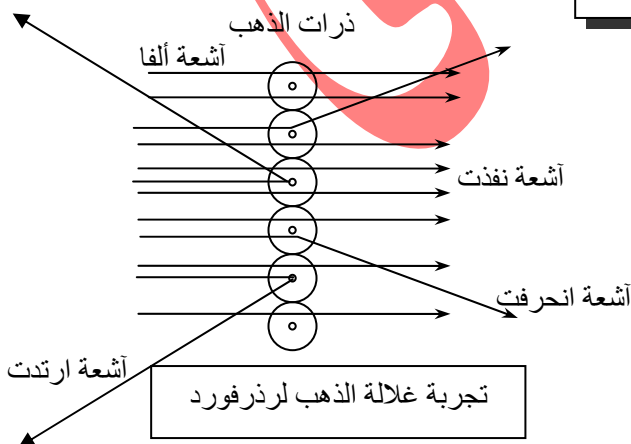 ذرات الذهب
آشعة ألفا
آشعة نفذت
آشعة انحرفت
آشعة ارتدت
تجربة غلالة الذهب لرذرفورد